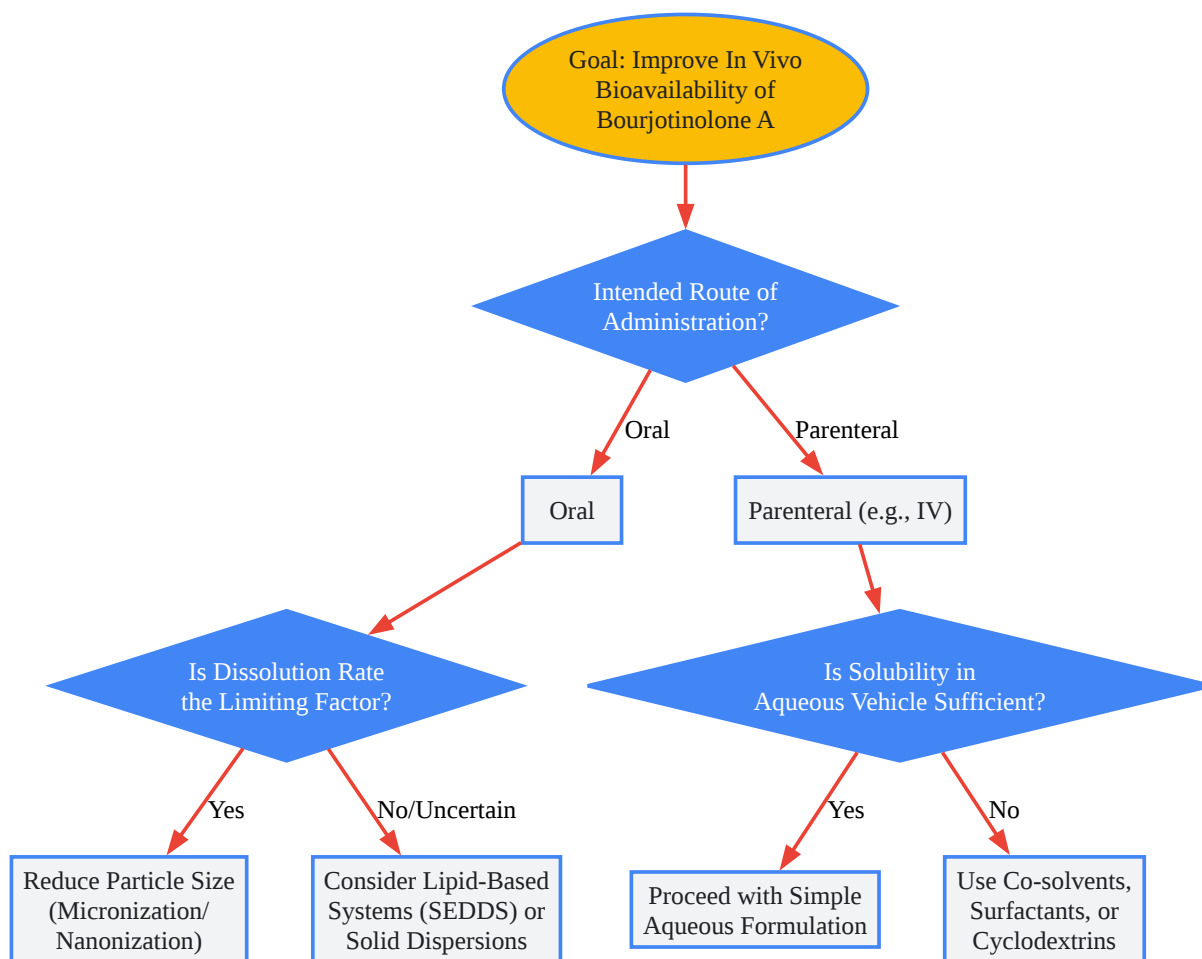 Goal: Improve In Vivo
Bioavailability of
Bourjotinolone A
Intended Route of
Administration?
Oral
Parenteral
Oral
Parenteral (e.g., IV)
Is Dissolution Rate
the Limiting Factor?
Is Solubility in
Aqueous Vehicle Sufficient?
Yes
No/Uncertain
Yes
No
Reduce Particle Size
(Micronization/
Nanonization)
Consider Lipid-Based
Systems (SEDDS) or
Solid Dispersions
Proceed with Simple
Aqueous Formulation
Use Co-solvents,
Surfactants, or
Cyclodextrins